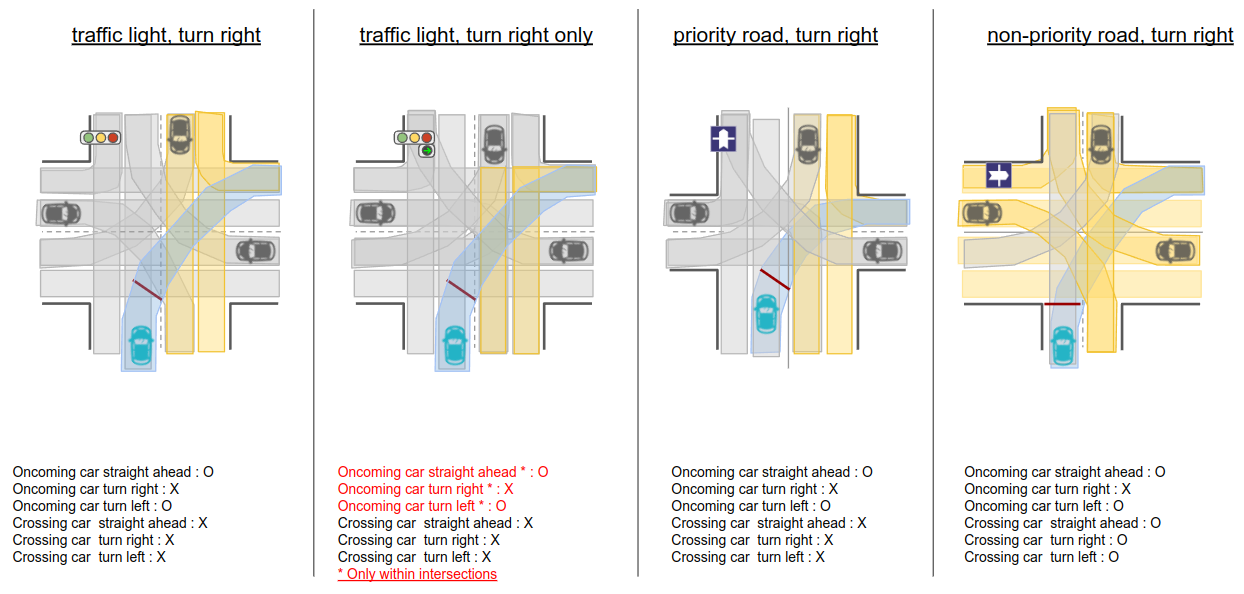 traffic light, turn right
Oncoming car straight ahead : O
Oncoming car turn right : X
Oncoming car turn left : O
Crossing car  straight ahead : X
Crossing car  turn right : X
Crossing car  turn left : X
traffic light, turn right only
Oncoming car straight ahead * : O
Oncoming car turn right * : X
Oncoming car turn left * : O
Crossing car  straight ahead : X
Crossing car  turn right : X
Crossing car  turn left : X
* Only within intersections
priority road, turn right
Oncoming car straight ahead : O
Oncoming car turn right : X
Oncoming car turn left : O
Crossing car  straight ahead : X
Crossing car  turn right : X
Crossing car  turn left : X
non-priority road, turn right
Oncoming car straight ahead : O
Oncoming car turn right : X
Oncoming car turn left : O
Crossing car  straight ahead : O
Crossing car  turn right : O
Crossing car  turn left : O